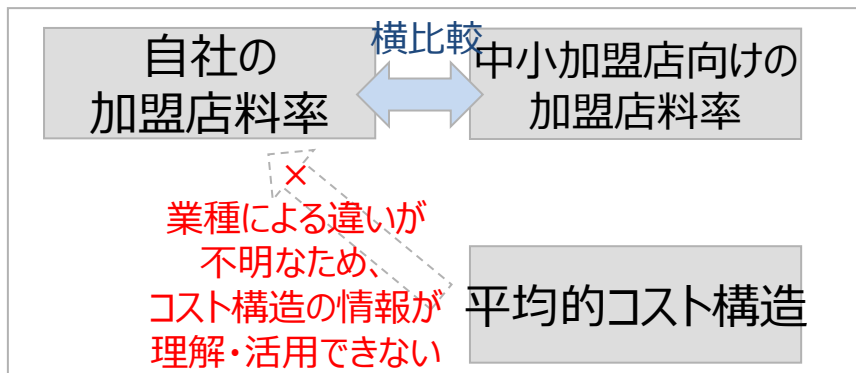 自社の
加盟店料率
横比較
中小加盟店向けの
加盟店料率
×
業種による違いが
不明なため、
コスト構造の情報が
理解・活用できない
平均的コスト構造